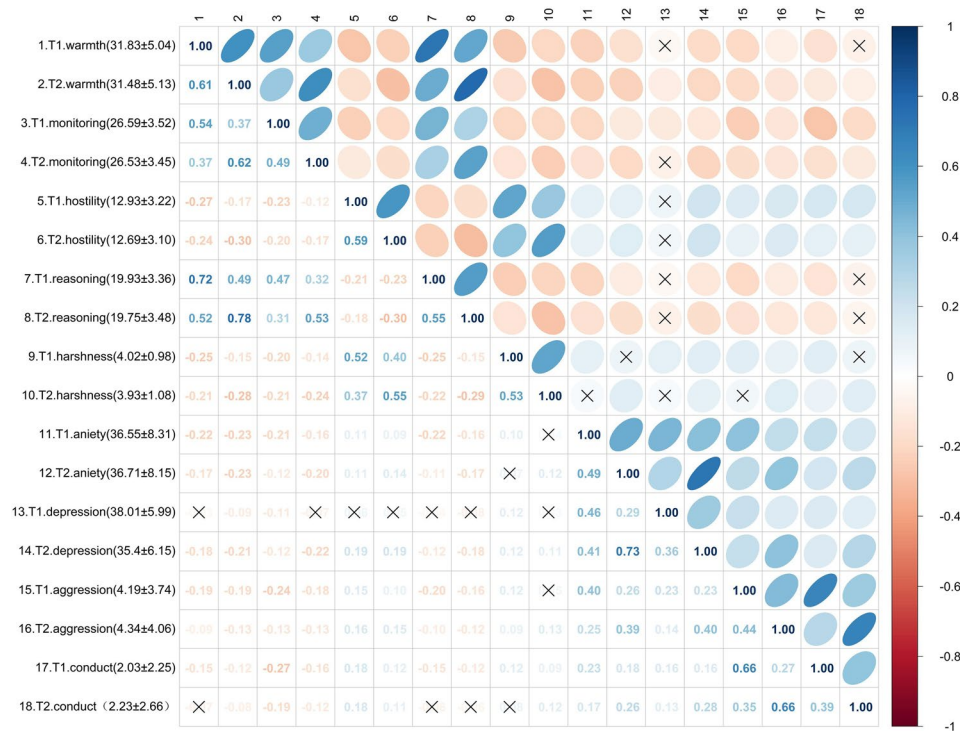 1 2 3 4 5 6 7 8 9 10 11 12 13 14 15 16 17 18
1.T1.warmth(31.83±5.04) 1.00
2.T2.warmth(31.48±5.13) 0.61 1.00
3.T1.monitoring(26.59±3.52) 0.54 0.37 1.00
4.T2.monitoring(26.53±3.45) 0.37 0.62 0.49 1.00
5.T1.hostility(12.93±3.22) -0.27 -0.17 -0.23 -0.12 1.00
6.T2.hostility(12.69±3.10) -0.24 -0.30 -0.20 -0.17 0.59 1.00
7.T1.reasoning(19.93±3.36) 0.72 0.49 0.47 0.32 -0.21 -0.23 1.00
8.T2.reasoning(19.75±3.48) 0.52 0.78 0.31 0.53 -0.18 -0.30 0.55 1.00
9.T1.harshness(4.02±0.98) -0.25 -0.15 -0.20 -0.14 0.52 0.40 -0.25 -0.15 1.00
10.T2.harshness(3.93±1.08) -0.21 -0.28 -0.21 -0.24 0.37 0.55 -0.22 -0.29 0.53 1.00
11.T1.aniety(36.55±8.31) -0.22 -0.23 -0.21 -0.16 0.11 0.09 -0.22 -0.16 0.10 1.00
12.T2.aniety(36.71±8.15) -0.17 -0.23 -0.12 -0.20 0.11 0.14 -0.11 -0.17 0.12 0.49 1.00
13.T1.depression(38.01±5.99) -0.09 -0.11 0.12 0.46 0.29 1.00
14.T2.depression(35.4±6.15) -0.18 -0.21 -0.12 -0.22 0.19 0.19 -0.12 -0.18 0.12 0.11 0.41 0.73 0.36 1.00
15.T1.aggression(4.19±3.74) -0.19 -0.19 -0.24 -0.18 0.15 0.10 -0.20 -0.16 0.12 0.40 0.26 0.23 0.23 1.00
16.T2.aggression(4.34±4.06) -0.09 -0.13 -0.13 -0.13 0.16 0.15 -0.10 -0.12 0.09 0.13 0.25 0.39 0.14 0.40 0.44 1.00
17.T1.conduct(2.03±2.25) -0.15 -0.12 -0.27 -0.16 0.18 0.12 -0.15 -0.12 0.12 0.09 0.23 0.18 0.16 0.16 0.66 0.27 1.00
18.T2.conduct（2.23±2.66） -0.08 -0.19 -0.12 0.18 0.11 0.12 0.17 0.26 0.13 0.28 0.35 0.66 0.39 1.00
1
0.8
0.6
0.4
0.2
0
-0.2
-0.4
-0.6
-0.8
-1